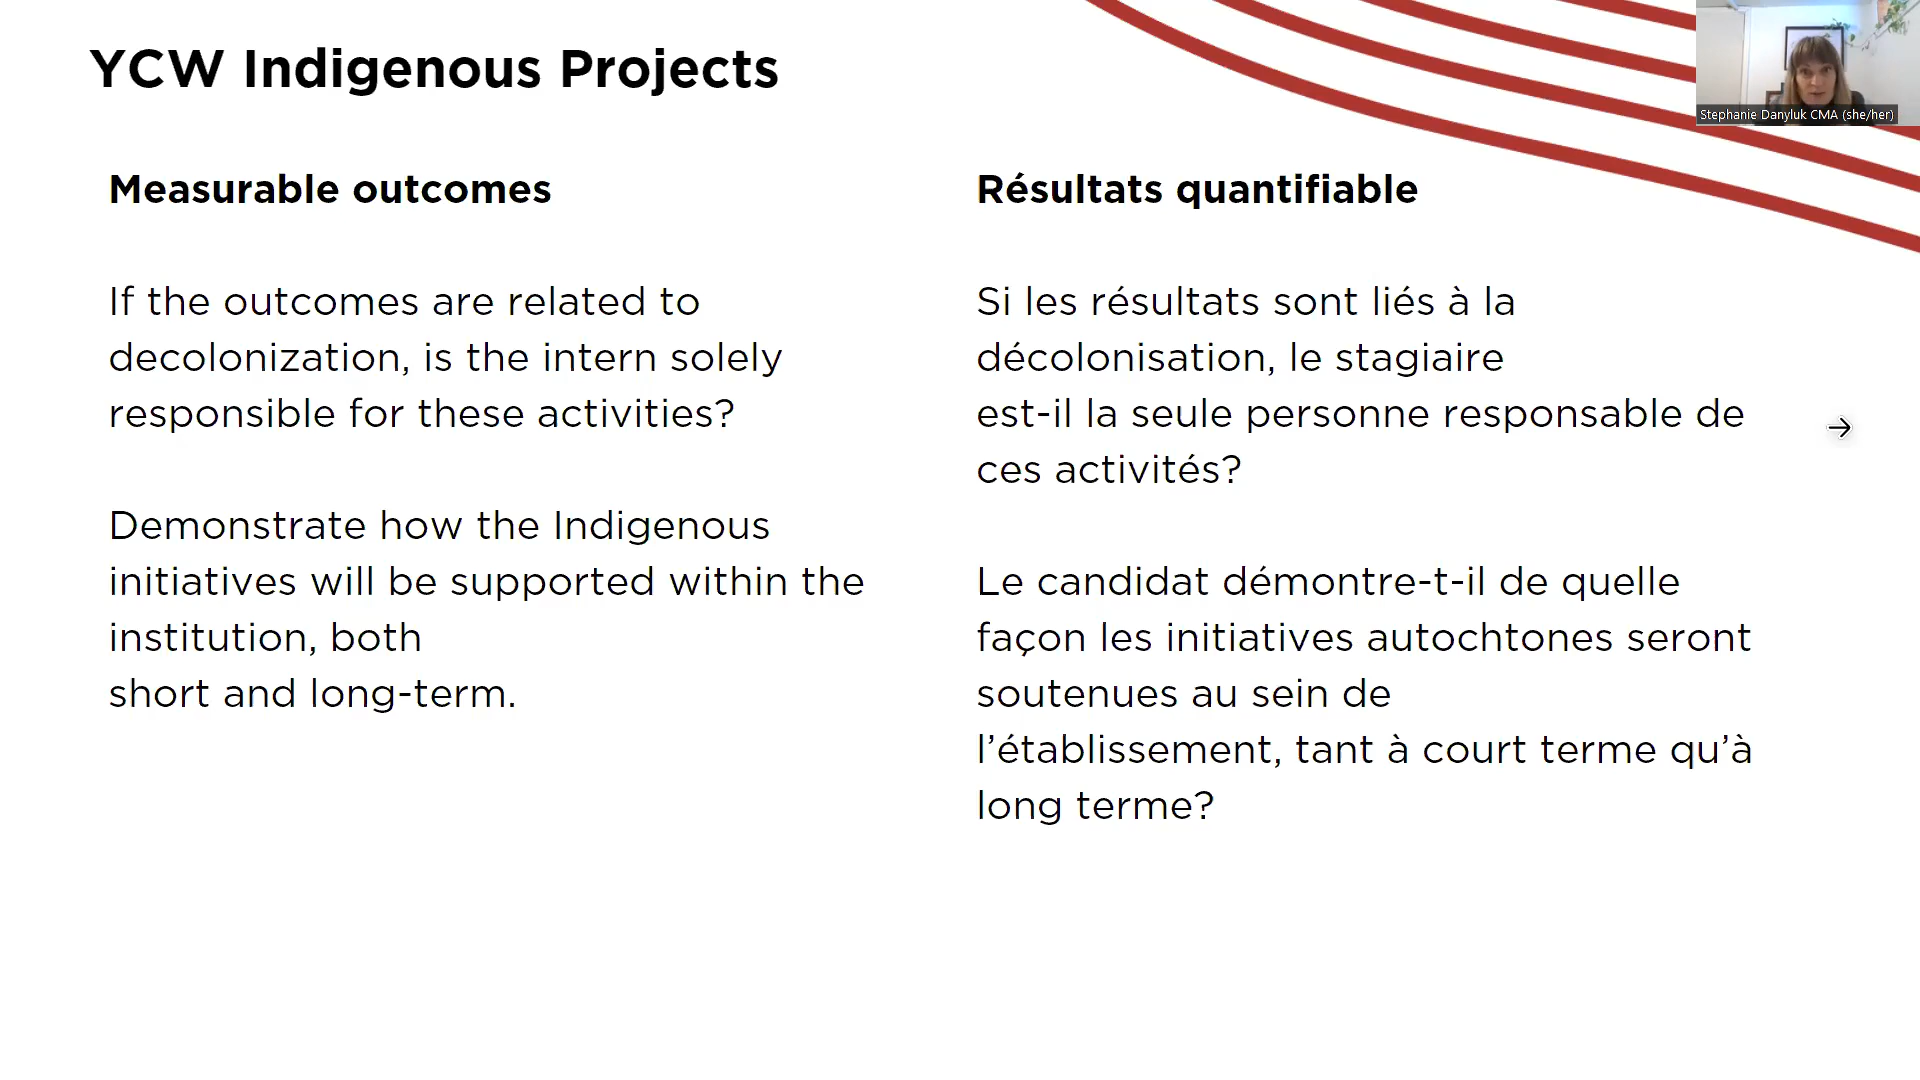 YCW Indigenous Projects
Stephanie Danyluk CMA (she/her)
Measurable outcomes
If the outcomes are related to
decolonization, is the intern solely
responsible for these activities?
Demonstrate how the Indigenous
initiatives will be supported within the
institution, both
short and long-term.
Résultats quantifiable
Si les résultats sont liés à la
décolonisation, le stagiaire
est-il la seule personne responsable de
ces activités?
Le candidat démontre-t-il de quelle
façon les initiatives autochtones seront
soutenues au sein de
l’établissement, tant à court terme qu’à
long terme?